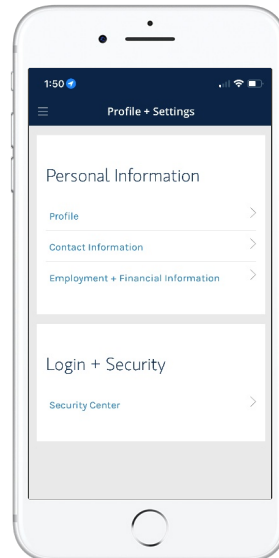 1:50
Profile + Settings
Personal Information
Profile
Contact Information
Employment + Financial Information
Login + Security
Security Center